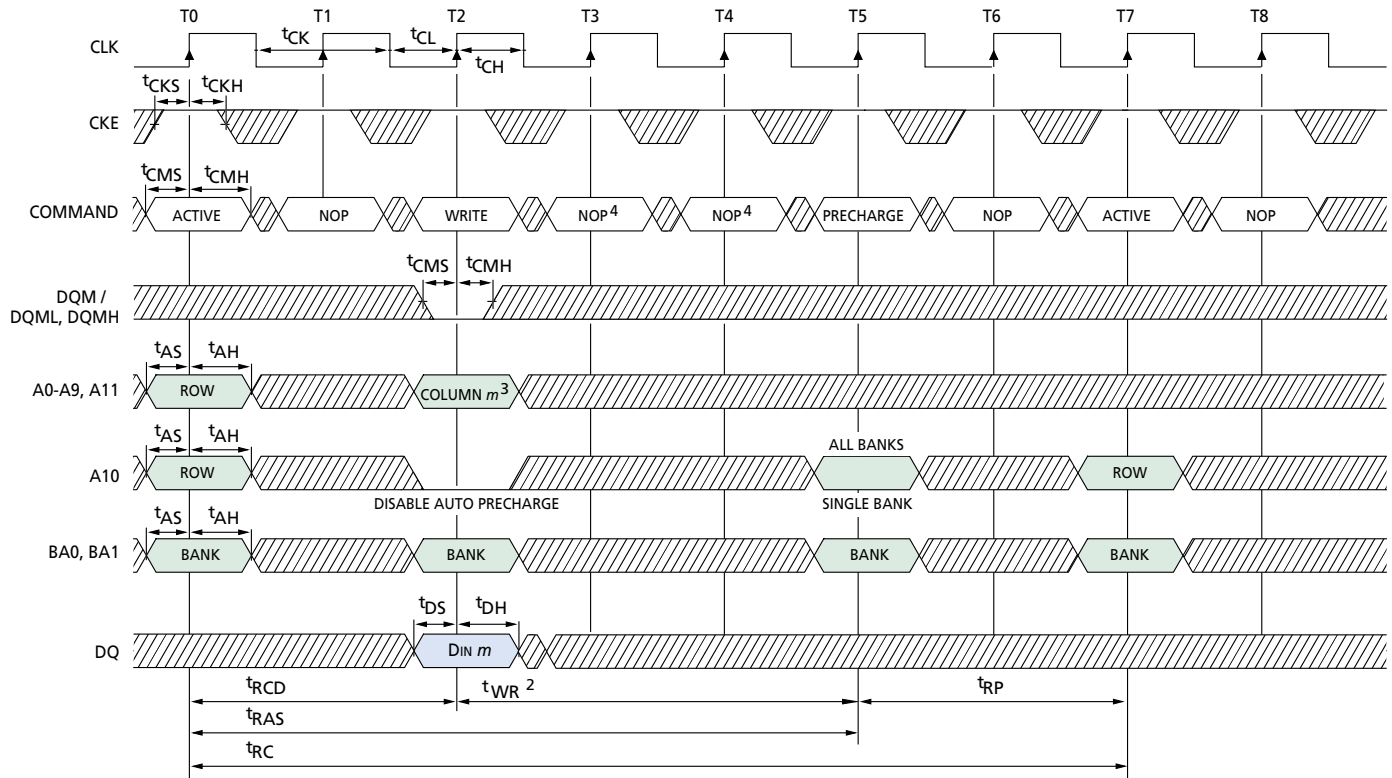 T0 T1 T2 T3 T4 T5 T6 T7 T8
CLK
tCK tCL
tCH
tCKS tCKH
CKE
tCMS tCMH
COMMAND ACTIVE NOP WRITE NOP4 NOP4 PRECHARGE NOP ACTIVE NOP
tCMS tCMH
DQM /
DQML, DQMH
tAS tAH
A0-A9, A11 ROW COLUMN m3
tAS tAH ALL BANKS
A10 ROW ROW
DISABLE AUTO PRECHARGE SINGLE BANK
tAS tAH
BA0, BA1 BANK BANK BANK BANK
tDS tDH
DQ DIN m
tRCD tWR 2 tRP
tRAS
tRC